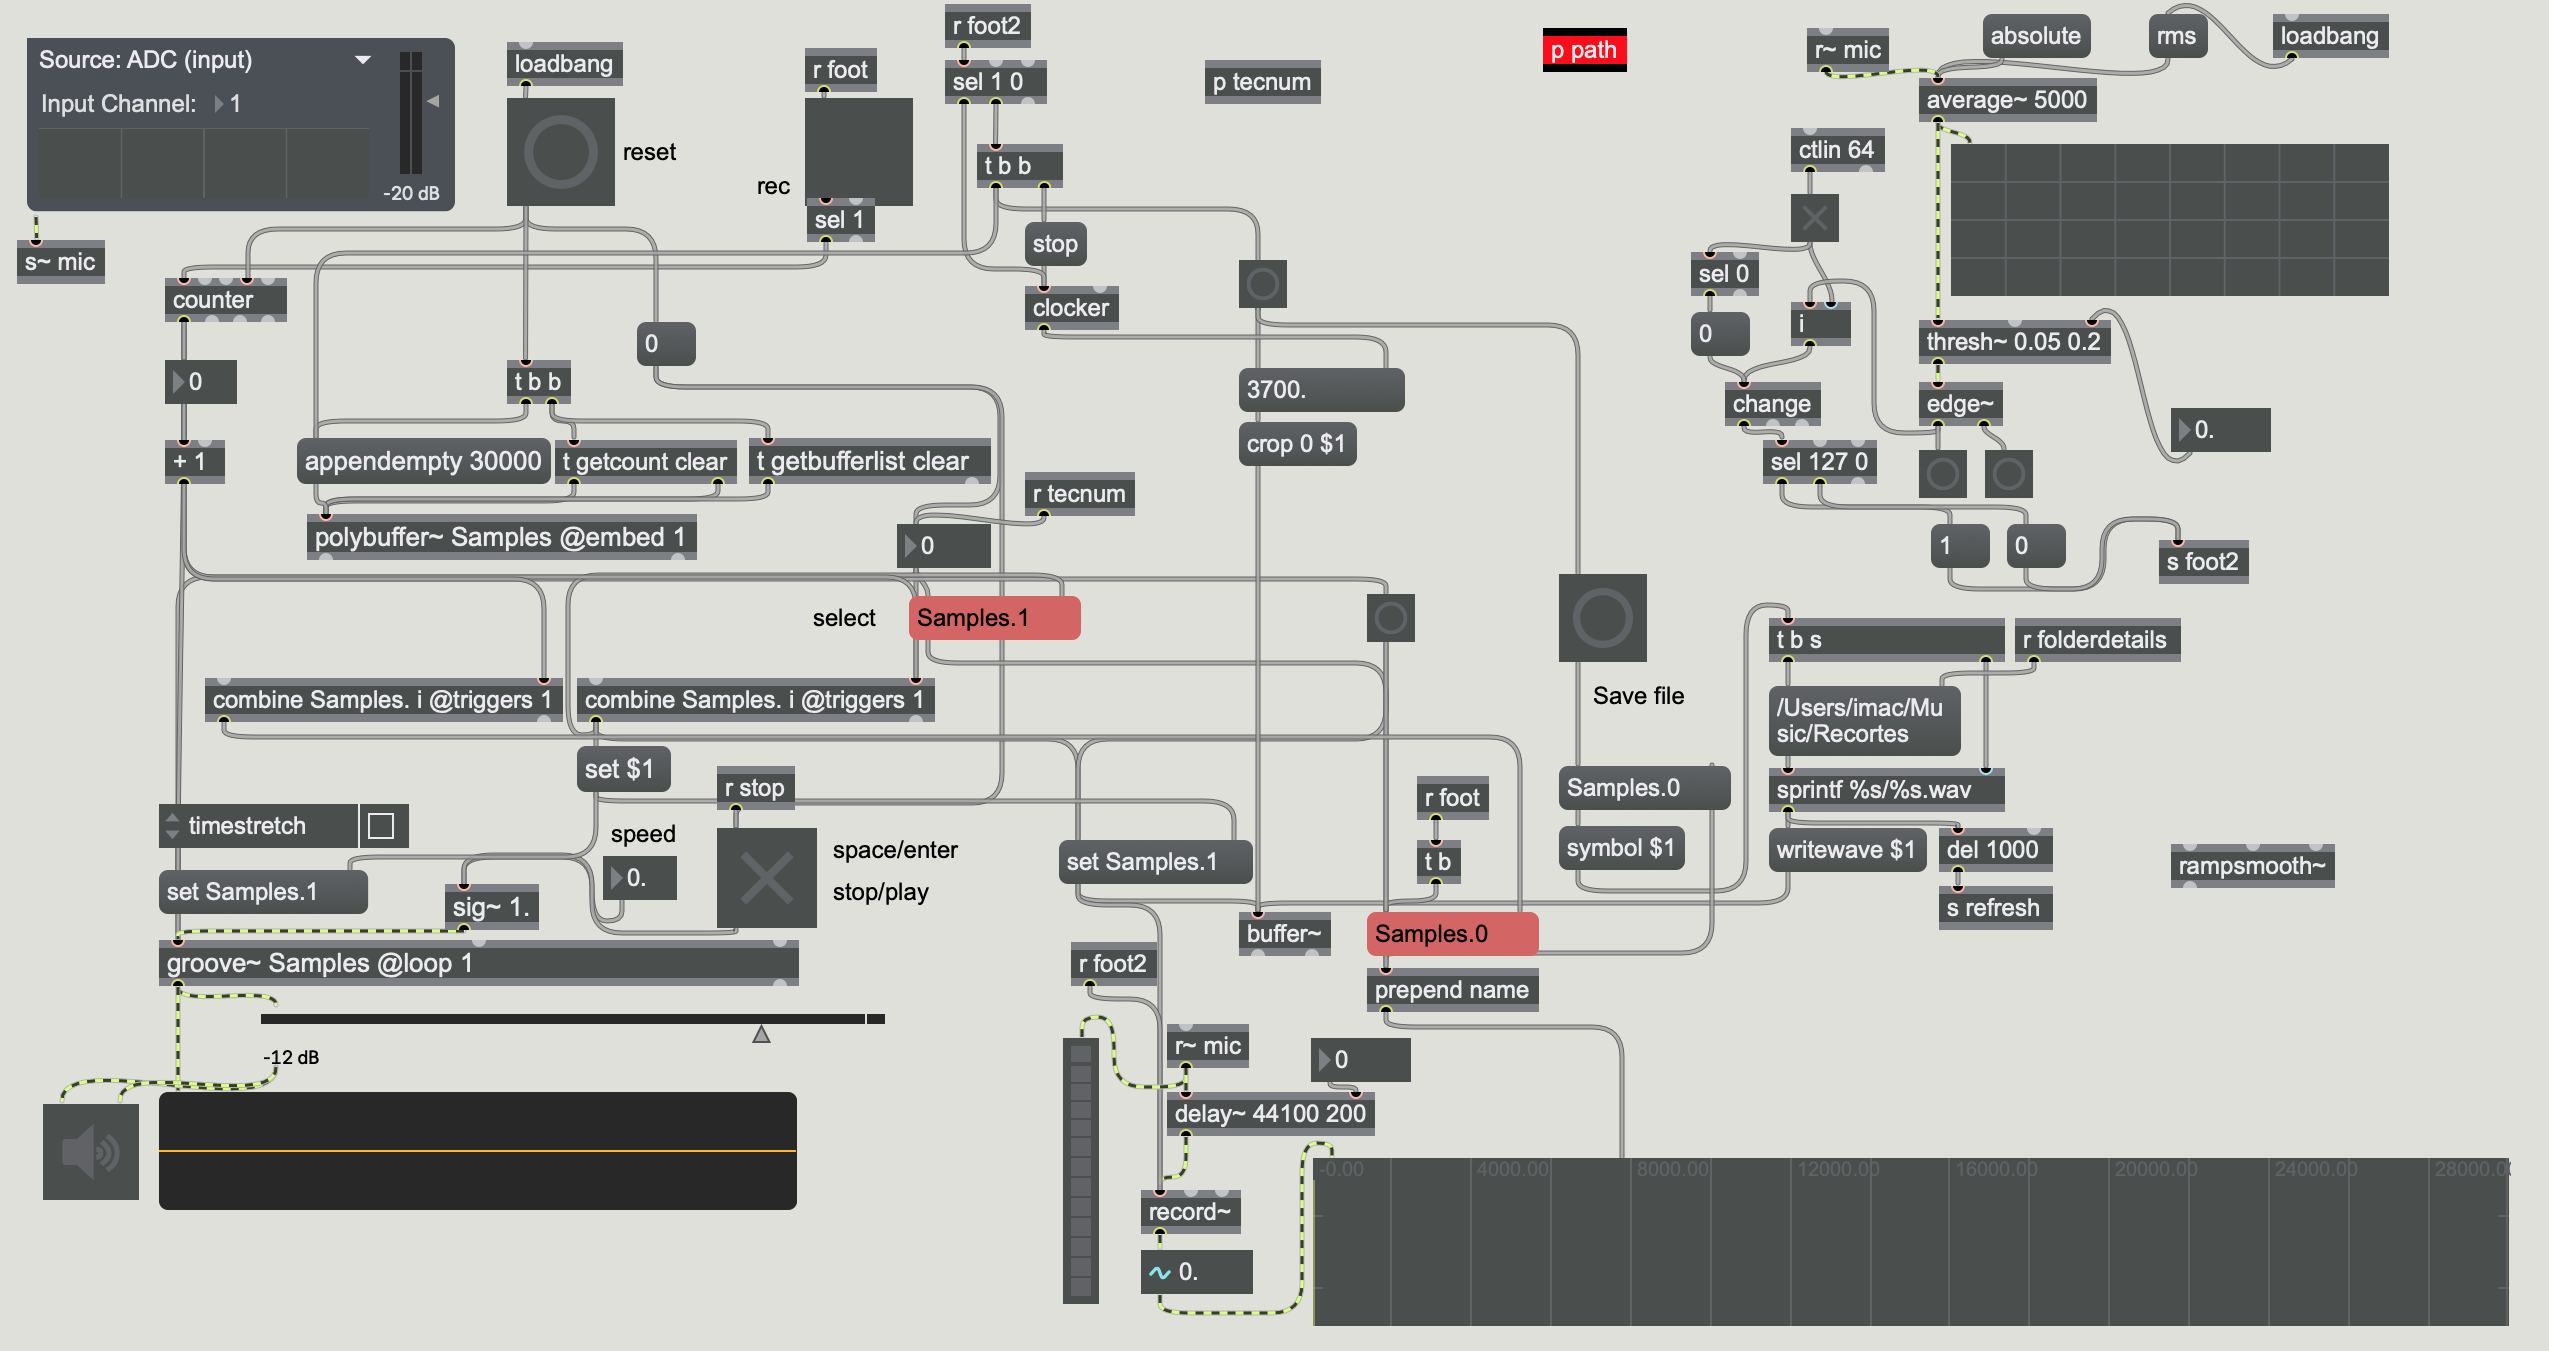 Source: ADC (input)
Input Channel: 1
-20 dB
s~ mic
loadbang
reset
r foot
rec
sel 1
r foot2
sel 1 0
t b b
stop
clocker
p tecnum
p path
r~ mic
absolute
rms
loadbang
average~ 5000
ctlin 64
sel 0
0
i
change
sel 127 0
thresh~ 0.05 0.2
edge~
0.
1
0
s foot2
counter
0
+ 1
0
t b b
appendempty 30000
t getcount clear
t getbufferlist clear
polybuffer~ Samples @embed 1
3700.
crop 0 $1
r tecnum
0
select
Samples.1
combine Samples. i @triggers 1
combine Samples. i @triggers 1
set $1
r stop
timestretch
speed
0.
space/enter
stop/play
set Samples.1
sig~ 1.
groove~ Samples @loop 1
-12 dB
set Samples.1
buffer~
r foot
t b
Samples.0
prepend name
Save file
Samples.0
symbol $1
t b s
r folderdetails
/Users/imac/Mu
sic/Recortes
sprintf %s/%s.wav
writewave $1
del 1000
s refresh
rampsmooth~
r foot2
r~ mic
0
delay~ 44100 200
record~
0.
-0.00
4000.00
8000.00
12000.00
16000.00
20000.00
24000.00
28000.0